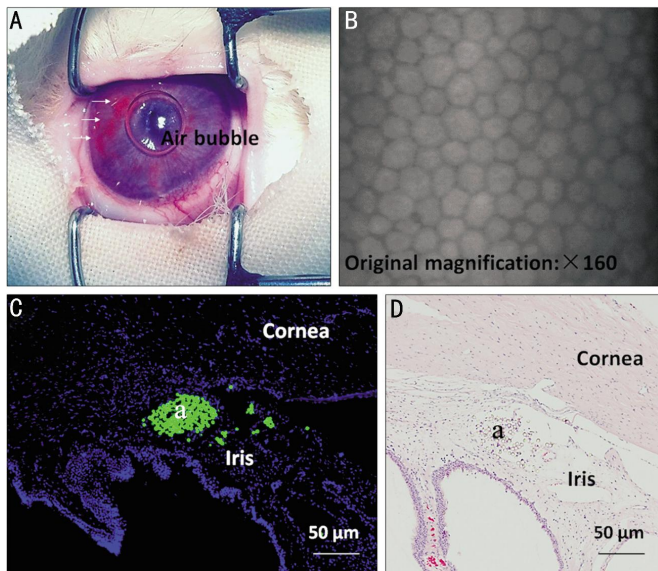 A
Air bubble
B
Original magnification:×160
C
Cornea
a
Iris
50 μm
D
Cornea
a
Iris
50 μm